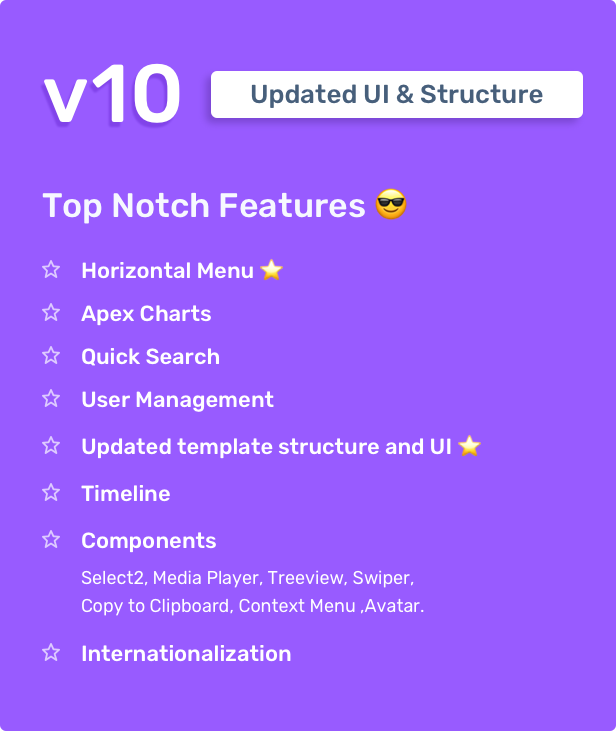 v10
Updated UI & Structure
Top Notch Features 😎
Horizontal Menu ⭐
Apex Charts
Quick Search
User Management
Updated template structure and UI ⭐
Timeline
Components
Select2, Media Player, Treeview, Swiper,
Copy to Clipboard, Context Menu ,Avatar.
Internationalization